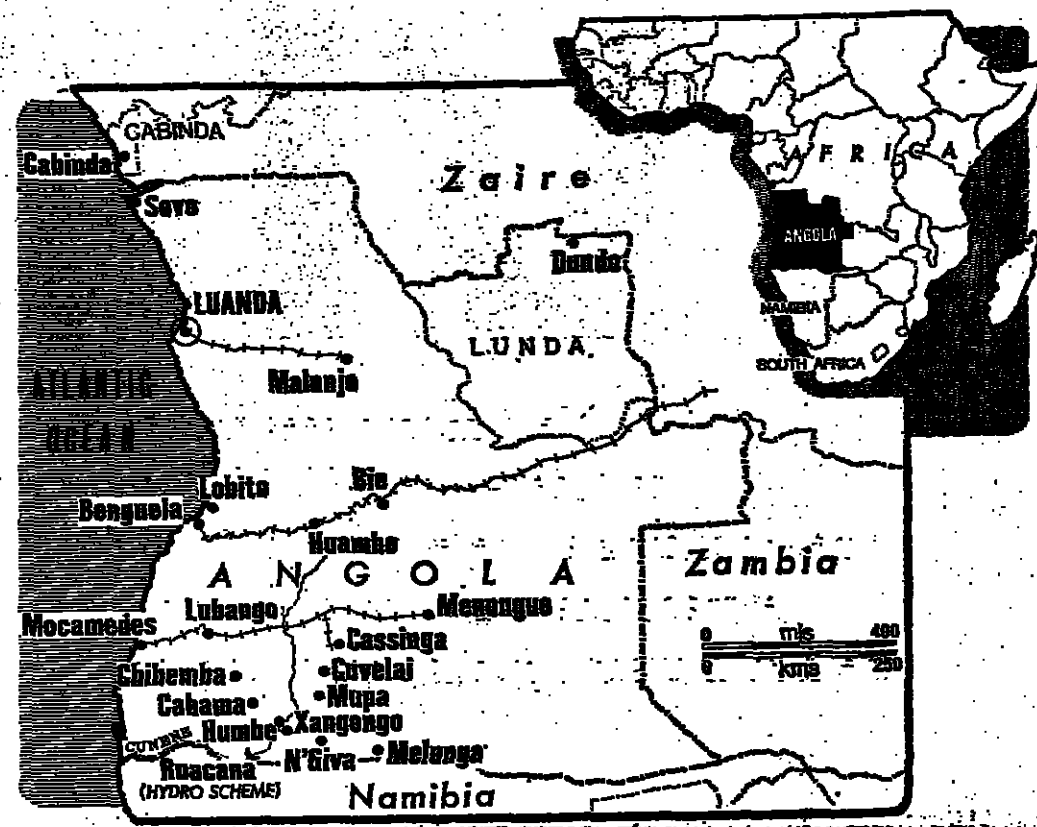 CABINDA
Cabinda
Soyo
Zaire
AFRICA
ANGOLA
NAMIBIA
SOUTH AFRICA
Dundo
LUNDA
LUANDA
Malanje
ATLANTIC
OCEAN
Lobito
Benguela
Bie
Huambo
ANGOLA
Zambia
Lubango
Menongue
Mocamedes
Cassinga
0 mls 400
0 kms 250
Chibemba
Cuvelai
Mupa
Cahama
Humbe
Xangongo
CUNENE
N'Giva
Melunga
Ruacana
(HYDRO SCHEME)
Namibia